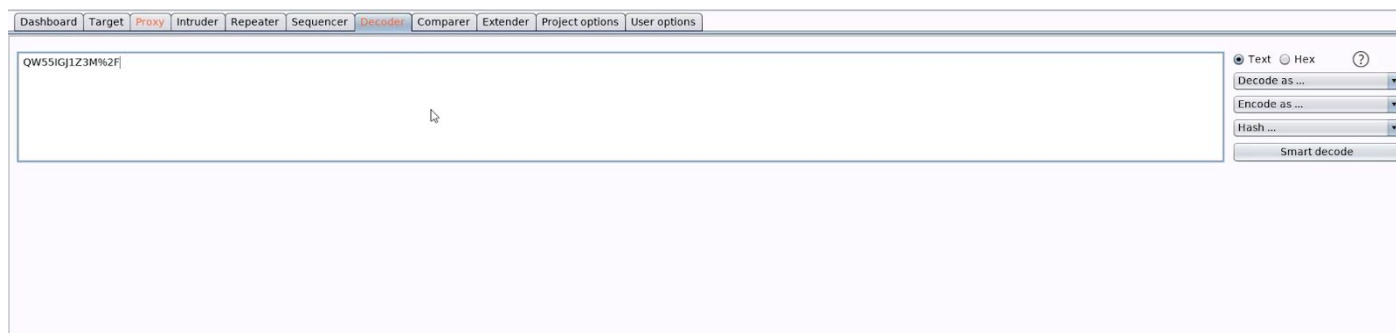 Dashboard Target Proxy Intruder Repeater Sequencer Decoder Comparer Extender Project options User options
QW55IGJ1Z3M%2F
Text Hex ?
Decode as ...
Encode as ...
Hash ...
Smart decode